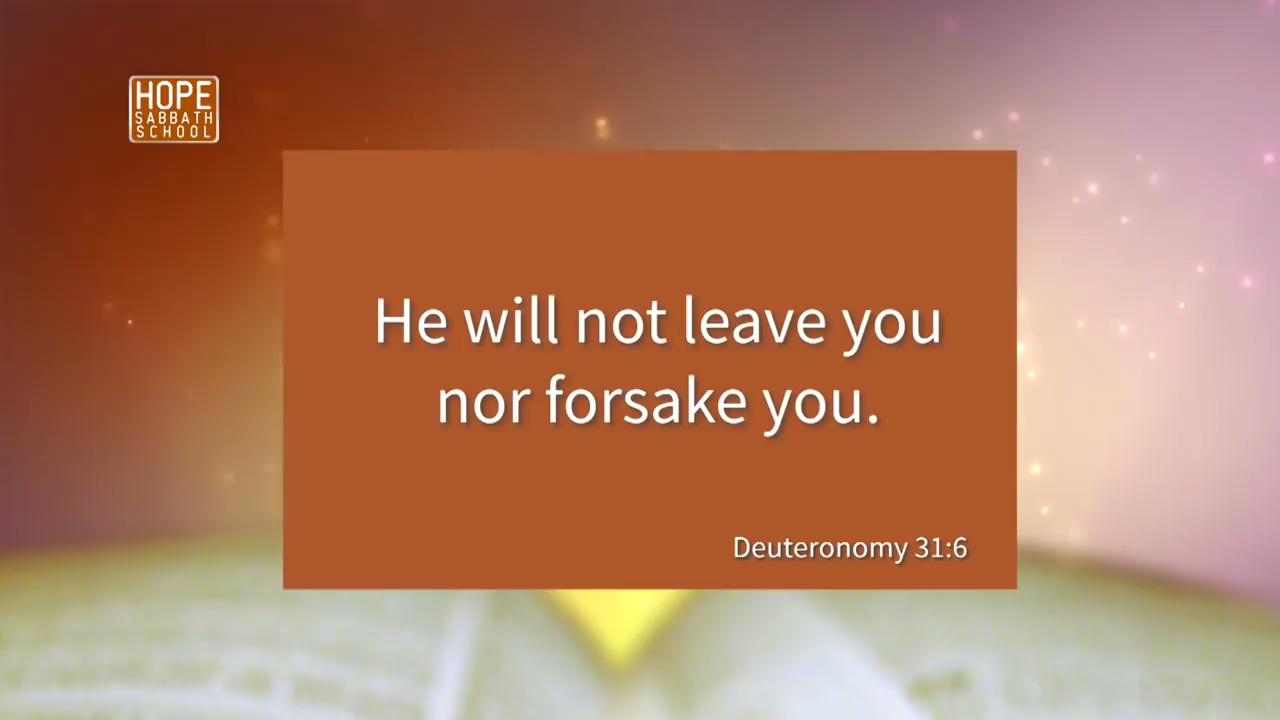 HOPE
SABBATH
SCHOOL
He will not leave you
nor forsake you.
Deuteronomy 31:6